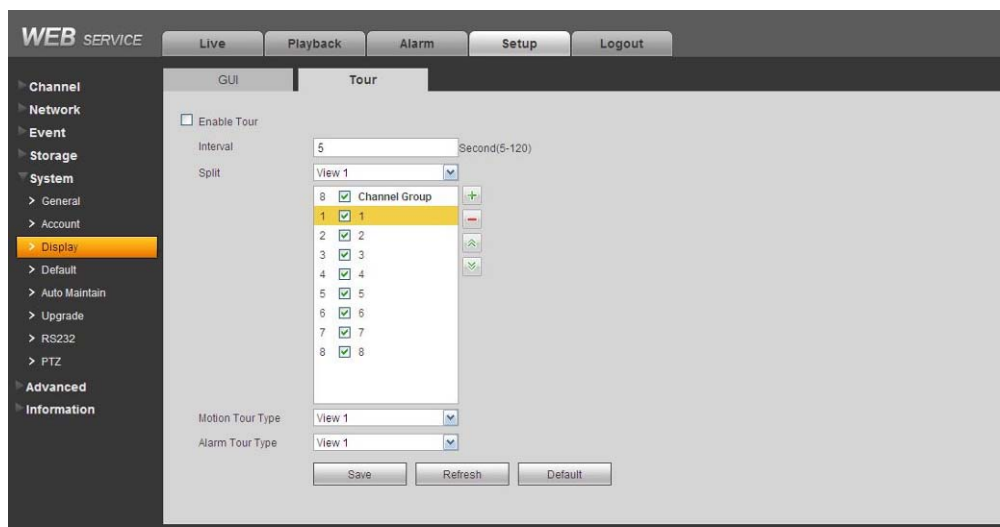 WEB SERVICE
Live
Playback
Alarm
Setup
Logout
Channel
Network
Event
Storage
System
> General
> Account
> Display
> Default
> Auto Maintain
> Upgrade
> RS232
> PTZ
Advanced
Information
GUI
Tour
Enable Tour
Interval
5
Second(5-120)
Split
View 1
8 Channel Group
1 1
2 2
3 3
4 4
5 5
6 6
7 7
8 8
Motion Tour Type
View 1
Alarm Tour Type
View 1
Save
Refresh
Default